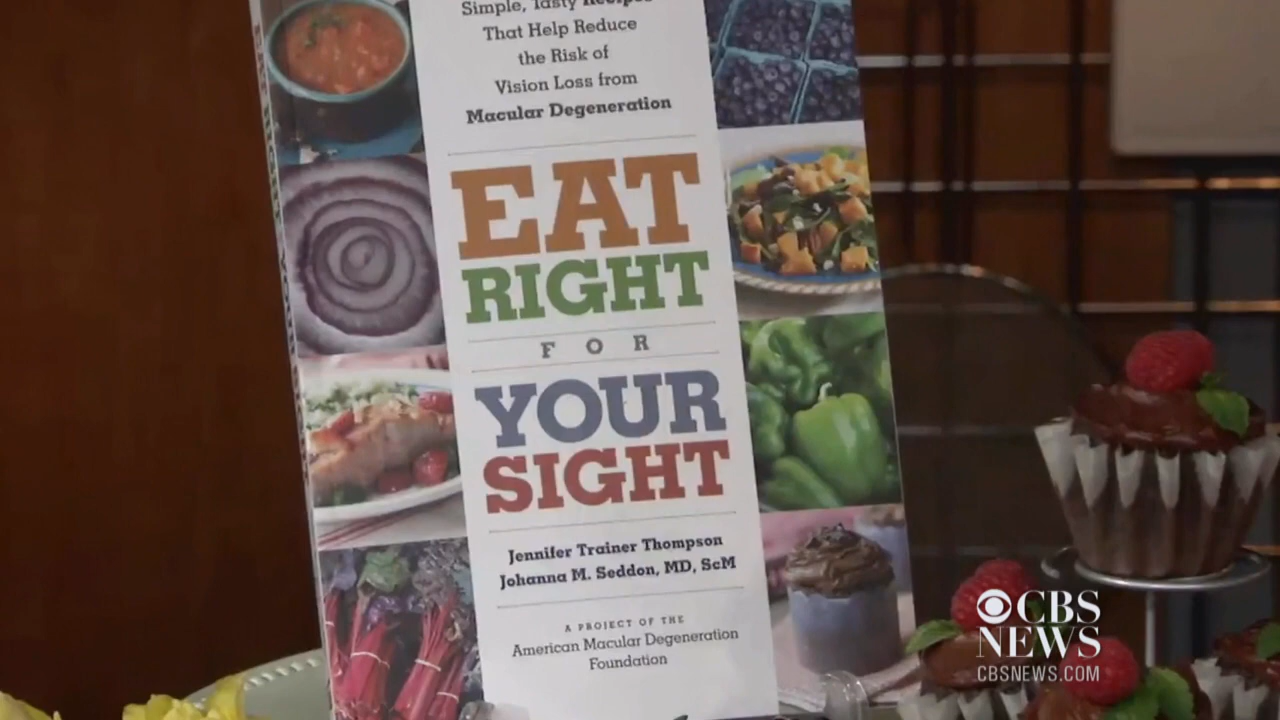 Simple, Tasty Recipes
That Help Reduce
the Risk of
Vision Loss from
Macular Degeneration
EAT
RIGHT
FOR
YOUR
SIGHT
Jennifer Trainer Thompson
Johanna M. Seddon, MD, ScM
A PROJECT OF THE
American Macular Degeneration
Foundation
CBS
NEWS
CBSNEWS.COM